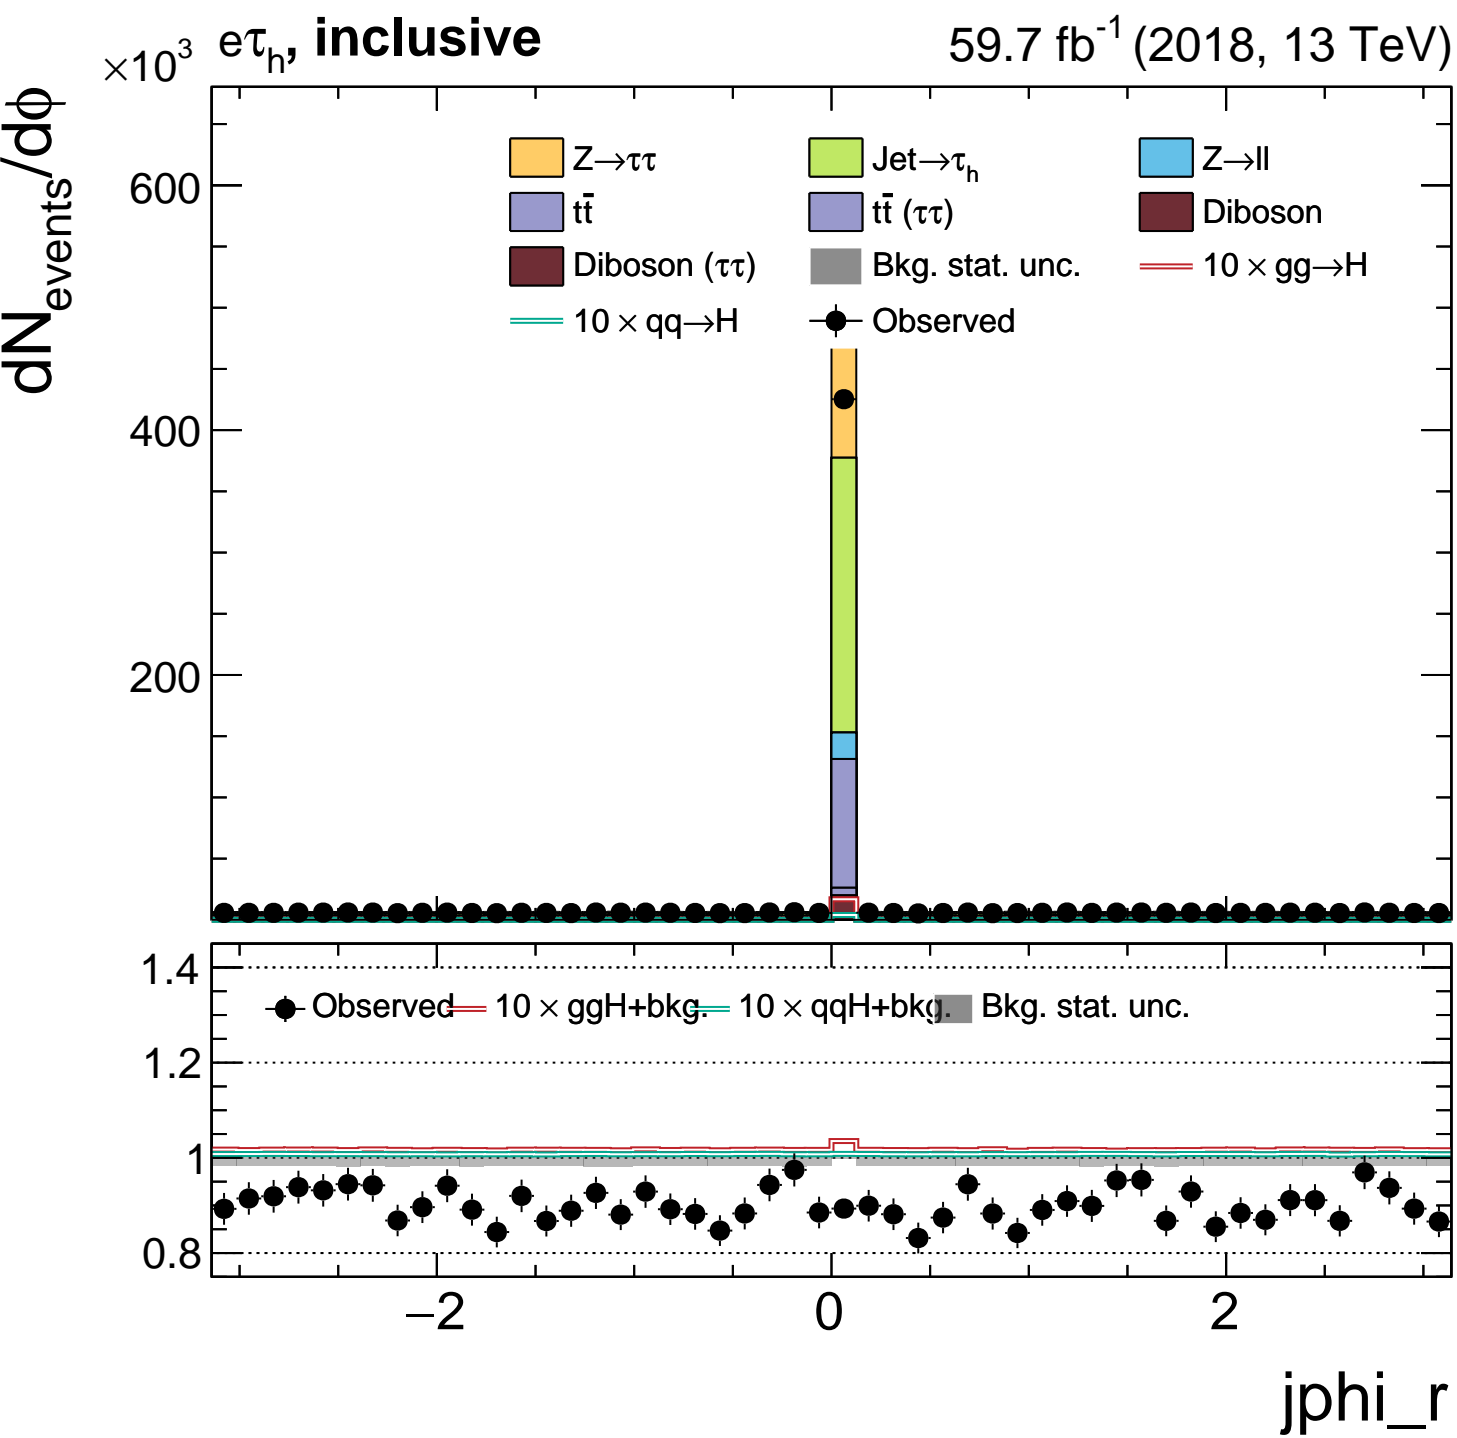 ×10³ eτₕ, inclusive 59.7 fb⁻¹ (2018, 13 TeV)
dN_events/dϕ
Z→ττ Jet→τₕ Z→ll
tt̄ tt̄ (ττ) Diboson
Diboson (ττ) Bkg. stat. unc. 10 × gg→H
10 × qq→H Observed
600
400
200
1.4
Observed 10 × ggH+bkg. 10 × qqH+bkg. Bkg. stat. unc.
1.2
1
0.8
−2 0 2
jphi_r